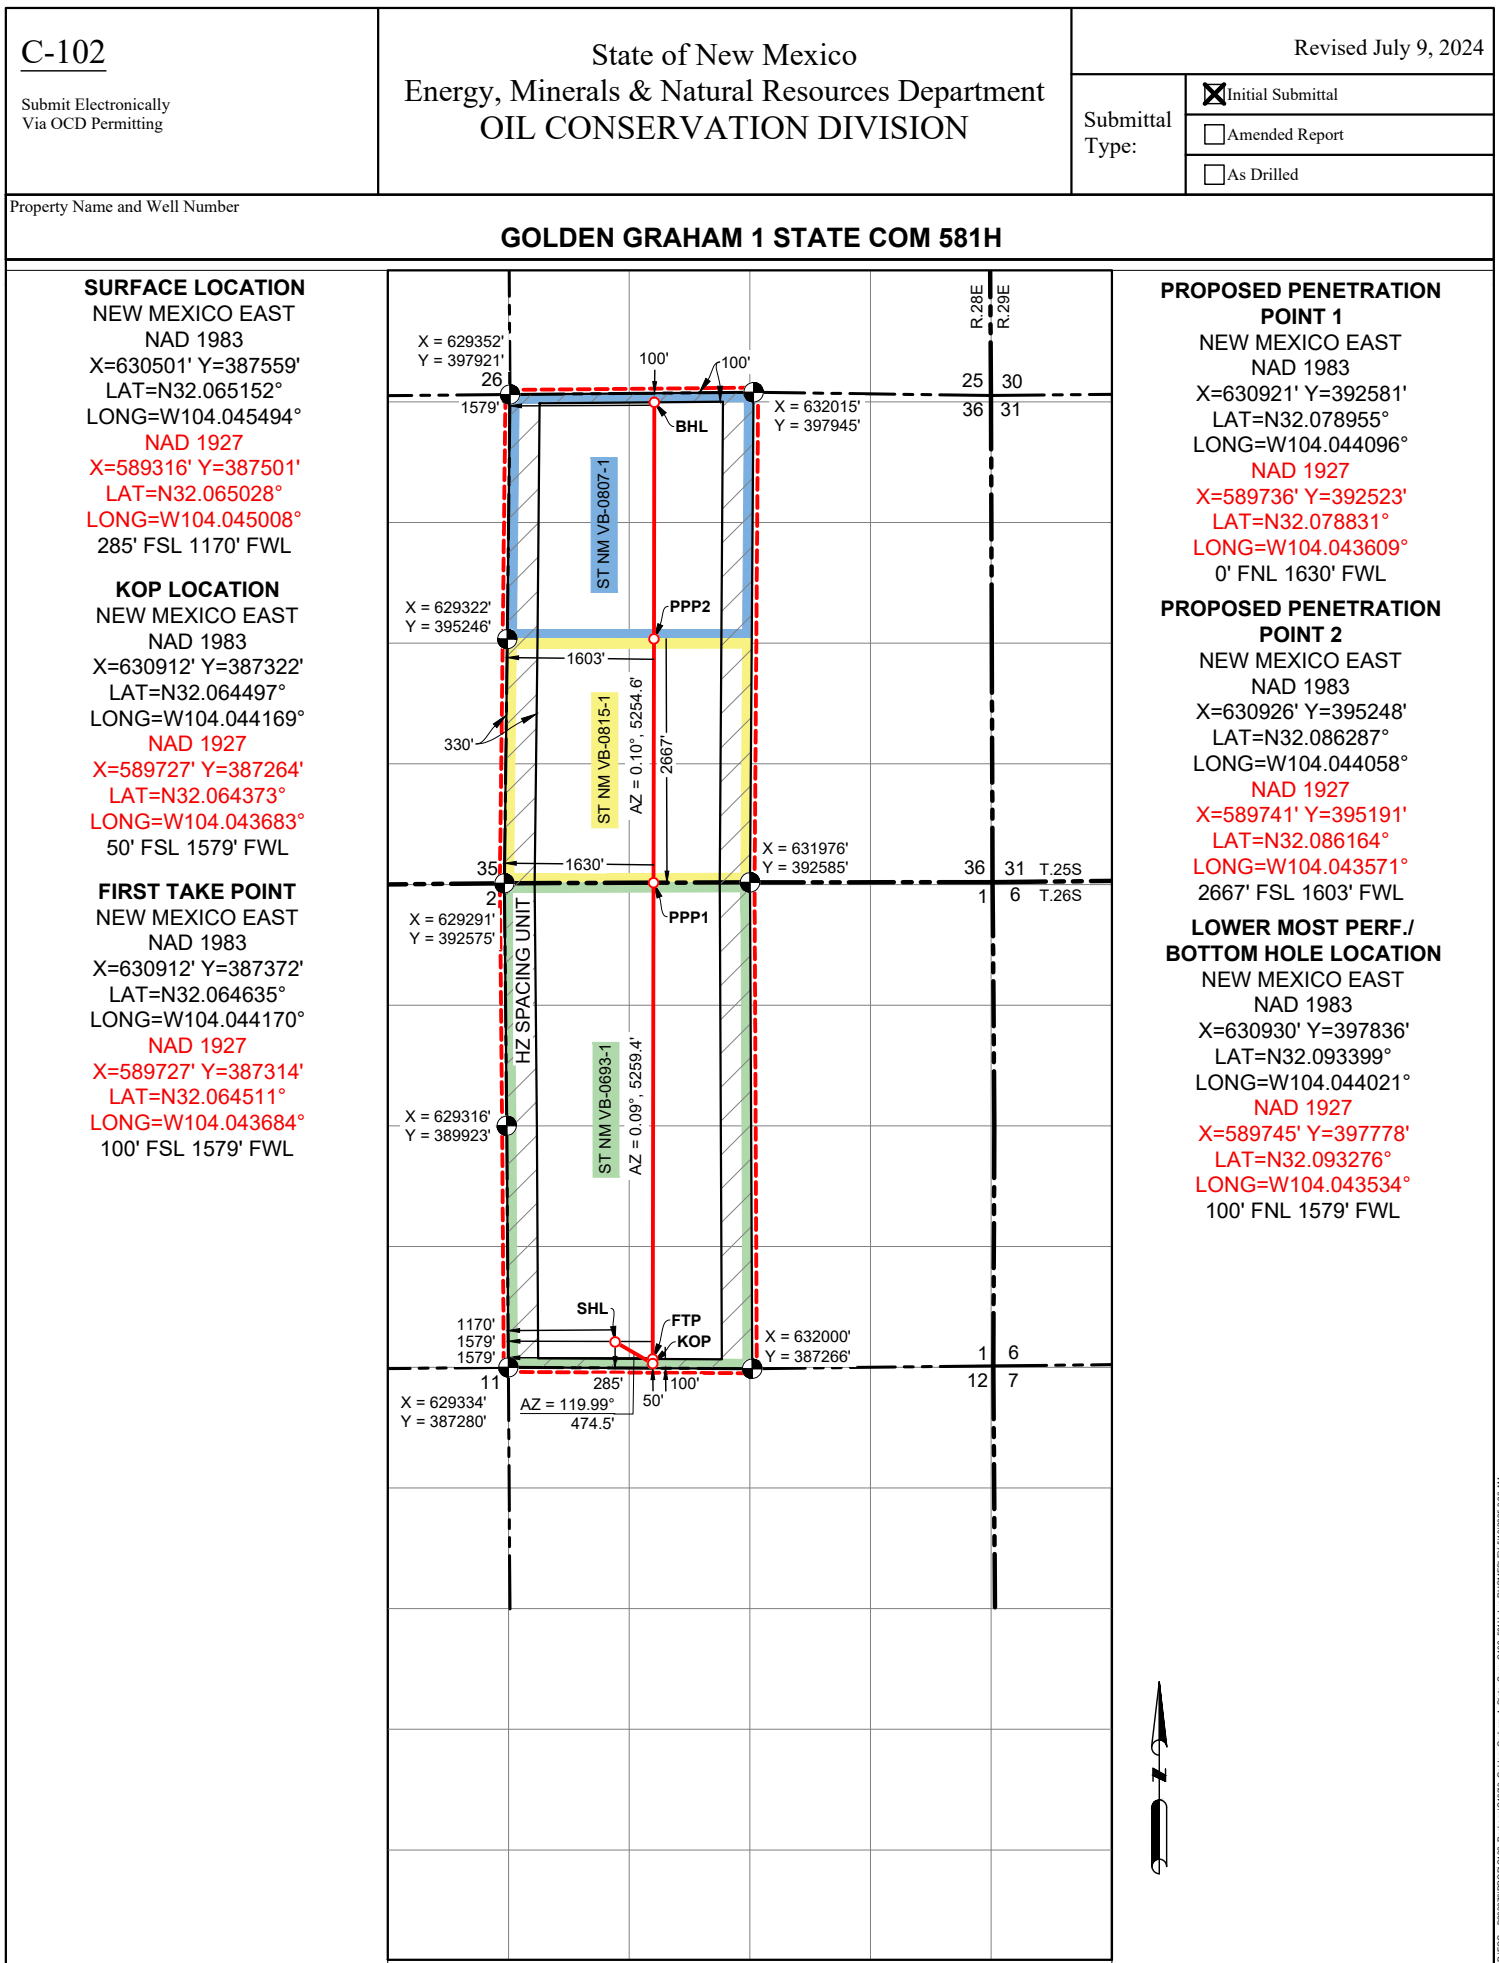 C-102
Submit Electronically
Via OCD Permitting
State of New Mexico
Energy, Minerals & Natural Resources Department
OIL CONSERVATION DIVISION
Revised July 9, 2024
Submittal
Type:
Initial Submittal
Amended Report
As Drilled
Property Name and Well Number
GOLDEN GRAHAM 1 STATE COM 581H
SURFACE LOCATION
NEW MEXICO EAST
NAD 1983
X=630501' Y=387559'
LAT=N32.065152°
LONG=W104.045494°
NAD 1927
X=589316' Y=387501'
LAT=N32.065028°
LONG=W104.045008°
285' FSL 1170' FWL
KOP LOCATION
NEW MEXICO EAST
NAD 1983
X=630912' Y=387322'
LAT=N32.064497°
LONG=W104.044169°
NAD 1927
X=589727' Y=387264'
LAT=N32.064373°
LONG=W104.043683°
50' FSL 1579' FWL
FIRST TAKE POINT
NEW MEXICO EAST
NAD 1983
X=630912' Y=387372'
LAT=N32.064635°
LONG=W104.044170°
NAD 1927
X=589727' Y=387314'
LAT=N32.064511°
LONG=W104.043684°
100' FSL 1579' FWL
R.28E
R.29E
X = 629352'
Y = 397921'
100'
100'
26
25 30
36 31
1579'
BHL
X = 632015'
Y = 397945'
ST NM VB-0807-1
X = 629322'
Y = 395246'
PPP2
1603'
330'
ST NM VB-0815-1
AZ = 0.10°, 5254.6'
2667'
1630'
X = 631976'
Y = 392585'
35
2
36 31 T.25S
1 6 T.26S
PPP1
X = 629291'
Y = 392575'
HZ SPACING UNIT
ST NM VB-0693-1
AZ = 0.09°, 5259.4'
X = 629316'
Y = 389923'
SHL
FTP
KOP
1170'
1579'
1579'
X = 632000'
Y = 387266'
1 6
12 7
11
285'
50'
100'
X = 629334'
Y = 387280'
AZ = 119.99°
474.5'
PROPOSED PENETRATION
POINT 1
NEW MEXICO EAST
NAD 1983
X=630921' Y=392581'
LAT=N32.078955°
LONG=W104.044096°
NAD 1927
X=589736' Y=392523'
LAT=N32.078831°
LONG=W104.043609°
0' FNL 1630' FWL
PROPOSED PENETRATION
POINT 2
NEW MEXICO EAST
NAD 1983
X=630926' Y=395248'
LAT=N32.086287°
LONG=W104.044058°
NAD 1927
X=589741' Y=395191'
LAT=N32.086164°
LONG=W104.043571°
2667' FSL 1603' FWL
LOWER MOST PERF./
BOTTOM HOLE LOCATION
NEW MEXICO EAST
NAD 1983
X=630930' Y=397836'
LAT=N32.093399°
LONG=W104.044021°
NAD 1927
X=589745' Y=397778'
LAT=N32.093276°
LONG=W104.043534°
100' FNL 1579' FWL
N